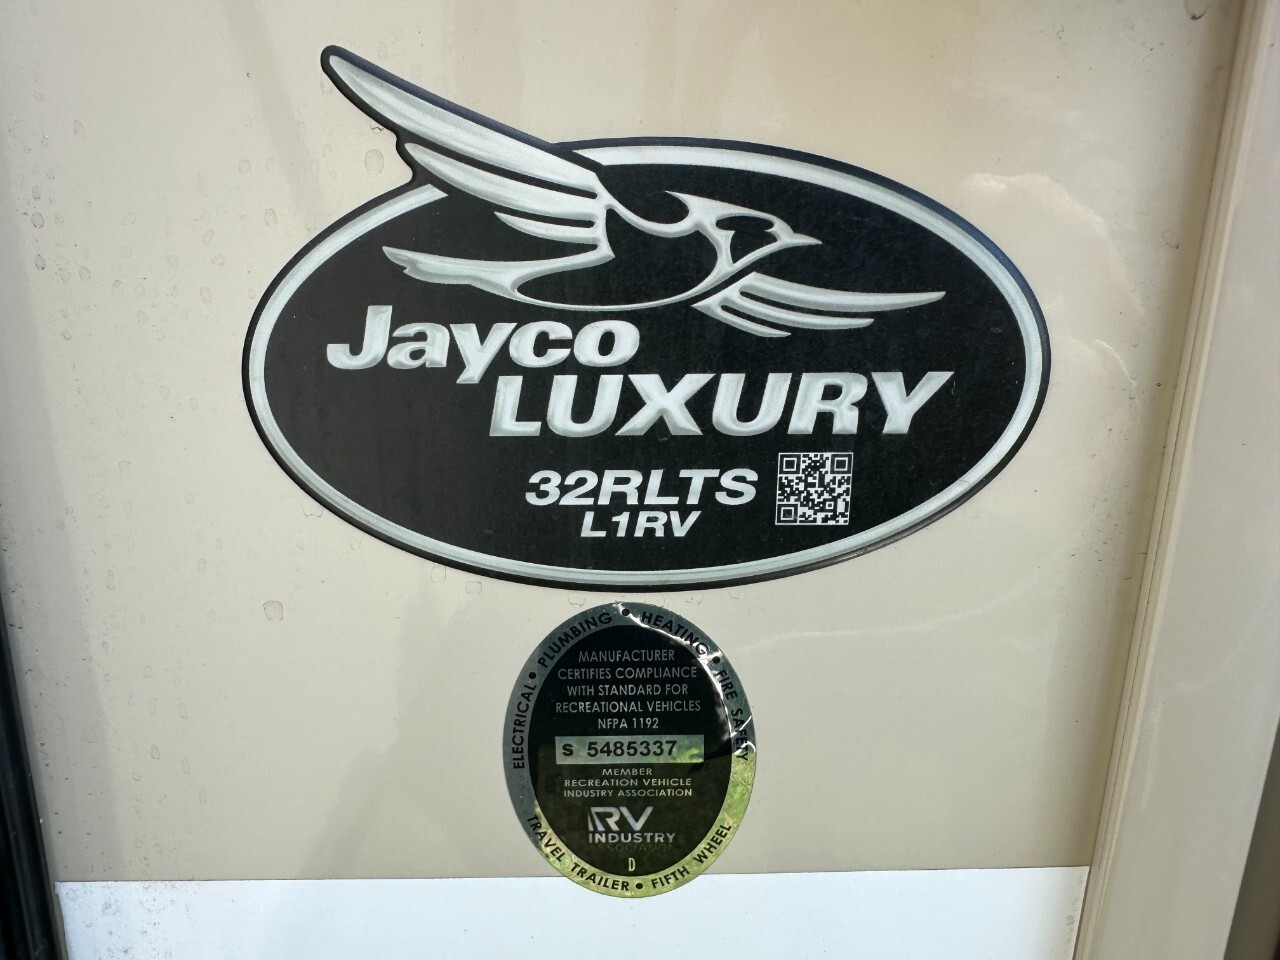 Jayco
LUXURY
32RLTS
L1RV
ELECTRICAL • PLUMBING • HEATING • FIRE SAFETY
MANUFACTURER
CERTIFIES COMPLIANCE
WITH STANDARD FOR
RECREATIONAL VEHICLES
NFPA 1192
S 5485337
MEMBER
RECREATION VEHICLE
INDUSTRY ASSOCIATION
RV
INDUSTRY
ASSOCIATION
D
TRAVEL TRAILER • FIFTH WHEEL